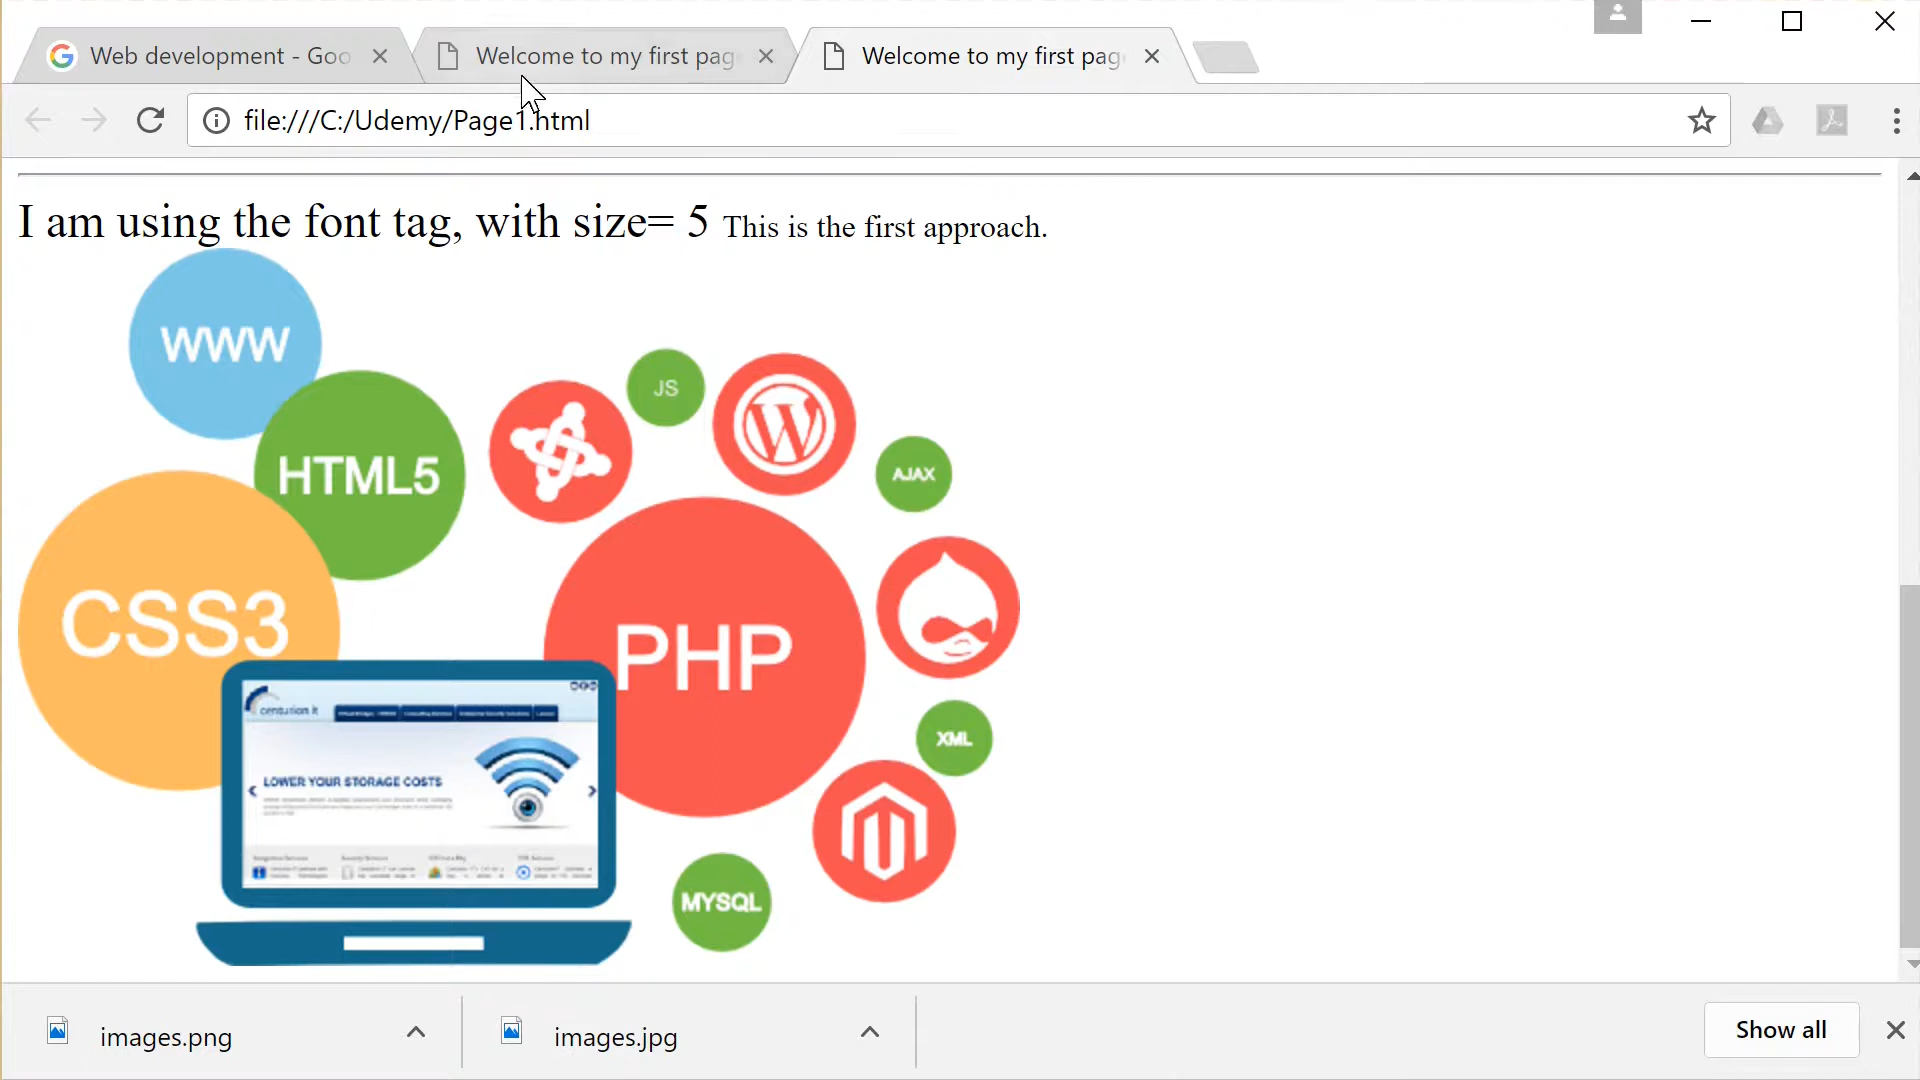 Web development - Goo
Welcome to my first pag
Welcome to my first pag
file:///C:/Udemy/Page1.html
I am using the font tag, with size= 5 This is the first approach.
WWW
JS
HTML5
AJAX
CSS3
PHP
centurion it
LOWER YOUR STORAGE COSTS
XML
MYSQL
images.png
images.jpg
Show all